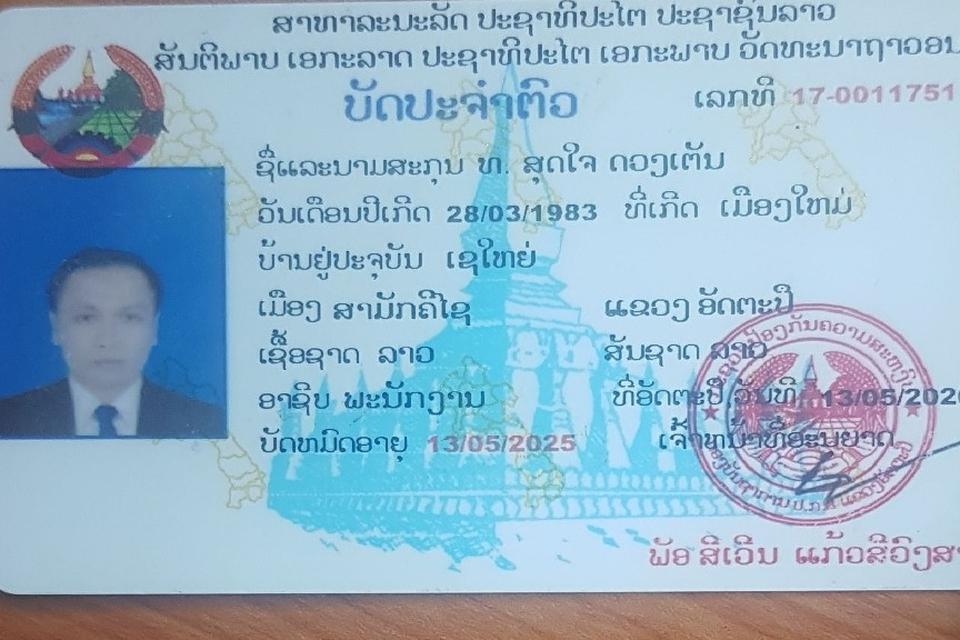 ສາທາລະນະລັດ ປະຊາທິປະໄຕ ປະຊາຊົນລາວ
ສັນຕິພາບ ເອກະລາດ ປະຊາທິປະໄຕ ເອກະພາບ ວັດທະນາຖາວອນ
ບັດປະຈຳຕົວ
ເລກທີ 17-0011751
ຊື່ແລະນາມສະກຸນ ທ. ສຸດໃຈ ດວງເຕັນ
ວັນເດືອນປີເກີດ 28/03/1983 ທີ່ເກີດ ເມືອງໃຫມ່
ບ້ານຢູ່ປະຈຸບັນ ເຊໃຫຍ່
ເມືອງ ສາມັກຄີໄຊ ແຂວງ ອັດຕະປື
ເຊື້ອຊາດ ລາວ ສັນຊາດ ລາວ
ອາຊີບ ພະນັກງານ ທີ່ອັດຕະປື,ວັນທີ 13/05/202
ບັດຫມົດອາຍຸ 13/05/2025 ເຈົ້າຫນ້າທີ່ອະນຸຍາດ
ພັອ ສີເວີນ ແກ້ວສີວົງສາ